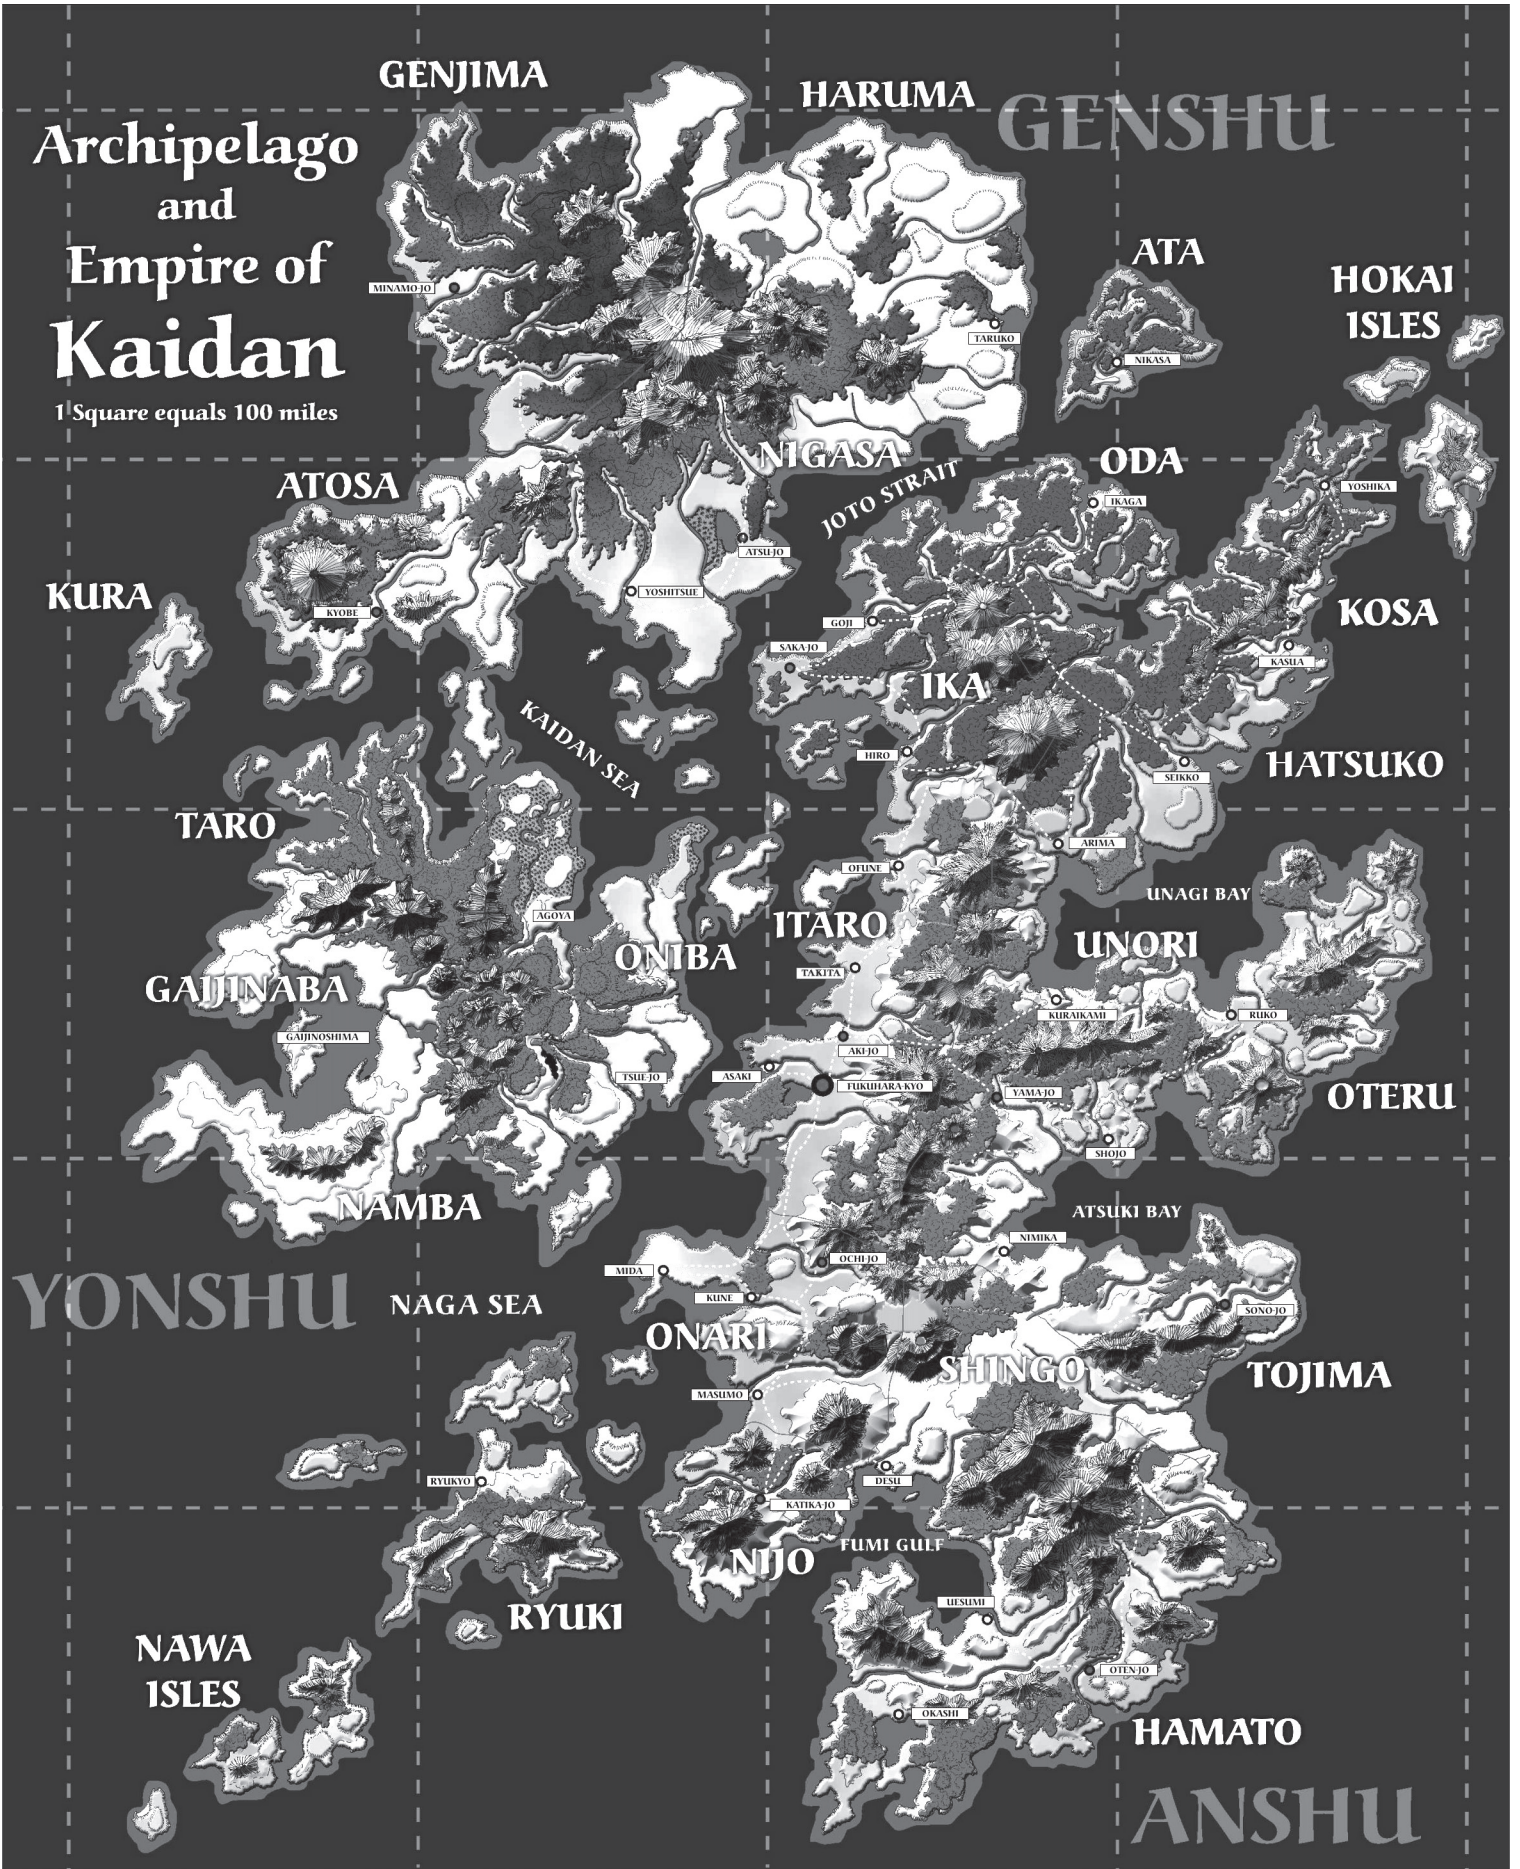 GENJIMA
HARUMA
GENSHU
Archipelago
and
Empire of
Kaidan
1 Square equals 100 miles
ATA
HOKAI
ISLES
MINAMO-JO
TARUKO
NIKASA
NIGASA
JOTO STRAIT
ODA
IKAGA
YOSHIKA
ATOSA
ATSU-JO
YOSHITSUE
KURA
KYOBE
GOJI
KOSA
SAKA-JO
KASUA
IKA
KAIDAN SEA
HIRO
SEIKKO
HATSUKO
TARO
ARIMA
OFUNE
UNAGI BAY
AGOYA
ITARO
UNORI
ONIBA
TAKITA
GAIJINABA
KURAIKAMI
RUKO
GAIJINOSHIMA
AKI-JO
TSUE-JO
ASAKI
FUKUHARA-KYO
YAMA-JO
OTERU
SHOJO
NAMBA
ATSUKI BAY
NIMIKA
OCHI-JO
MIDA
YONSHU
NAGA SEA
KUNE
SONO-JO
ONARI
SHINGO
TOJIMA
MASUMO
RYUKYO
DESU
KATIKA-JO
FUMI GULF
NIJO
UESUMI
RYUKI
NAWA
ISLES
OTEN-JO
OKASHI
HAMATO
ANSHU